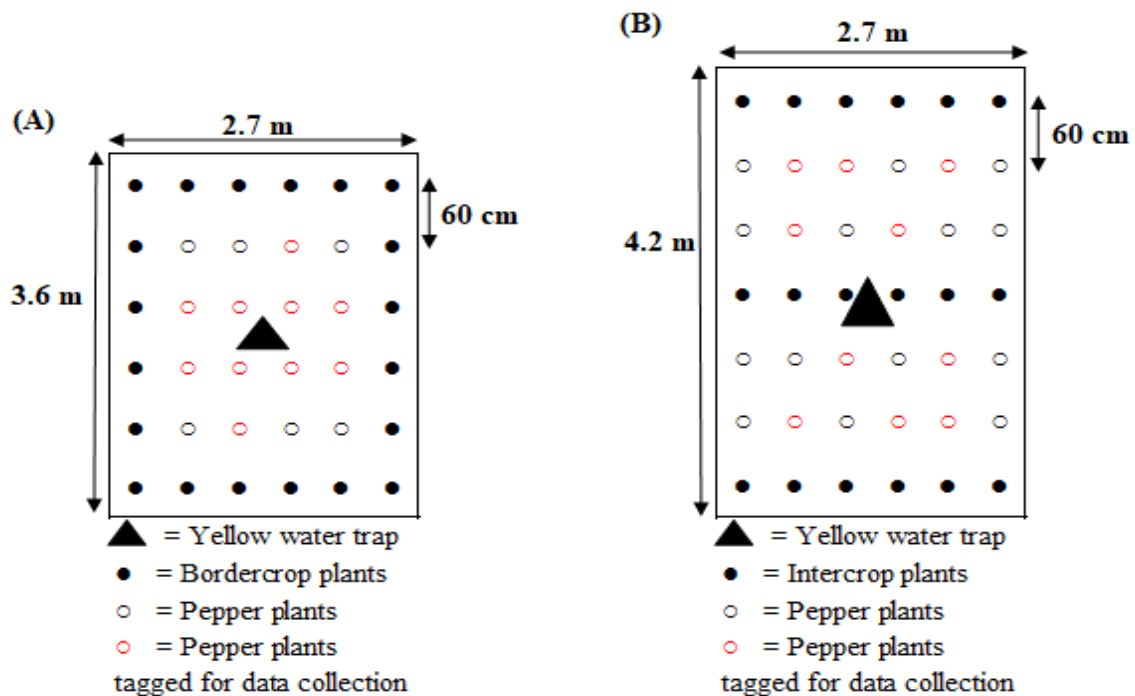 (A)
2.7 m
60 cm
3.6 m
= Yellow water trap
= Bordercrop plants
= Pepper plants
= Pepper plants
tagged for data collection
(B)
2.7 m
60 cm
4.2 m
= Yellow water trap
= Intercrop plants
= Pepper plants
= Pepper plants
tagged for data collection